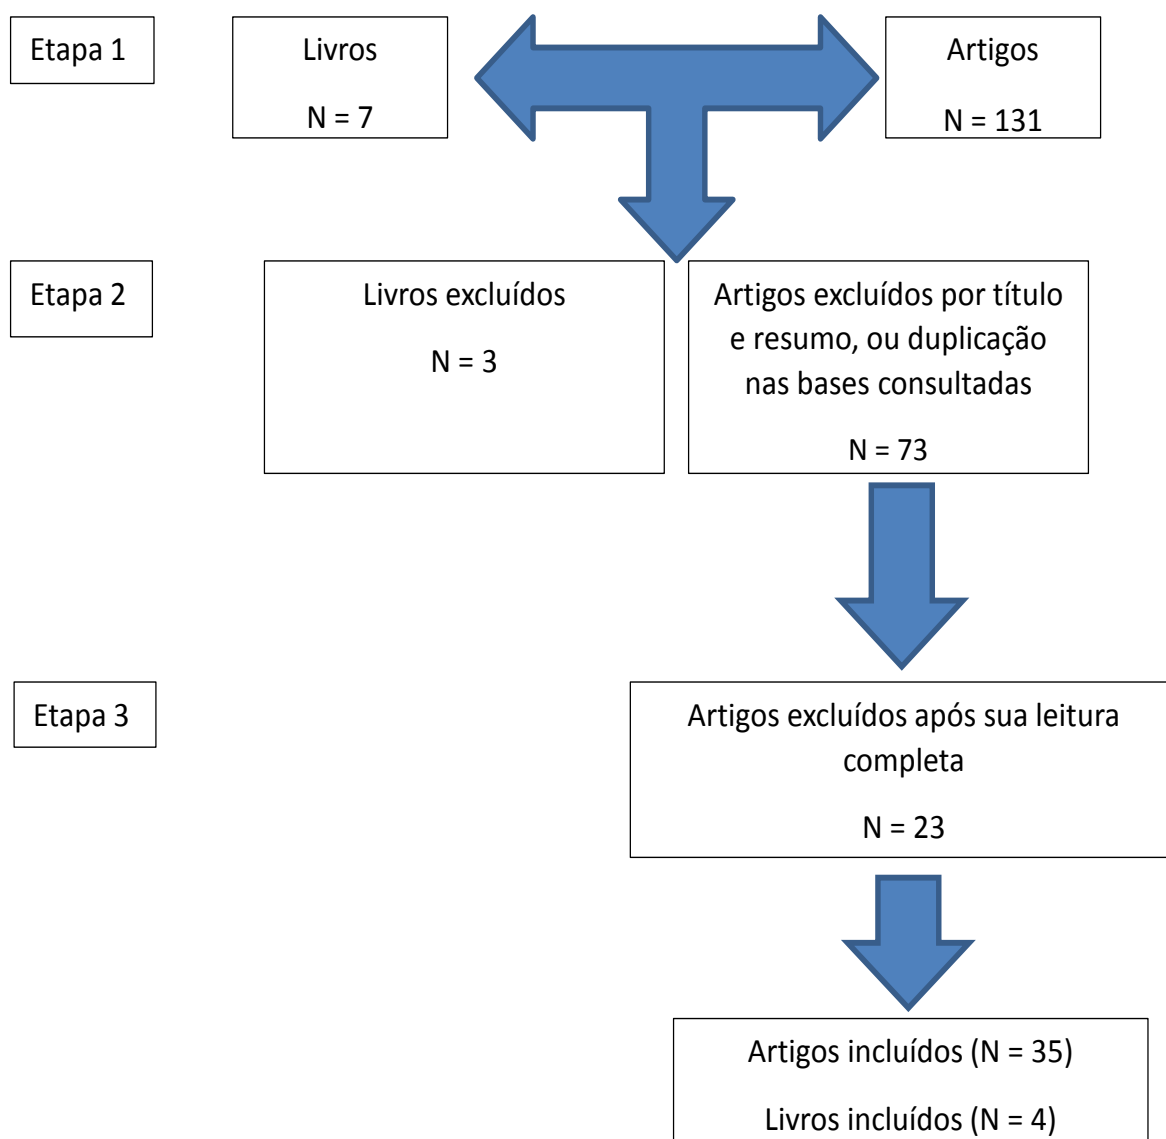 Etapa 1
Livros
N = 7
Artigos
N = 131
Etapa 2
Livros excluídos
N = 3
Artigos excluídos por título
e resumo, ou duplicação
nas bases consultadas
N = 73
Etapa 3
Artigos excluídos após sua leitura
completa
N = 23
Artigos incluídos (N = 35)
Livros incluídos (N = 4)